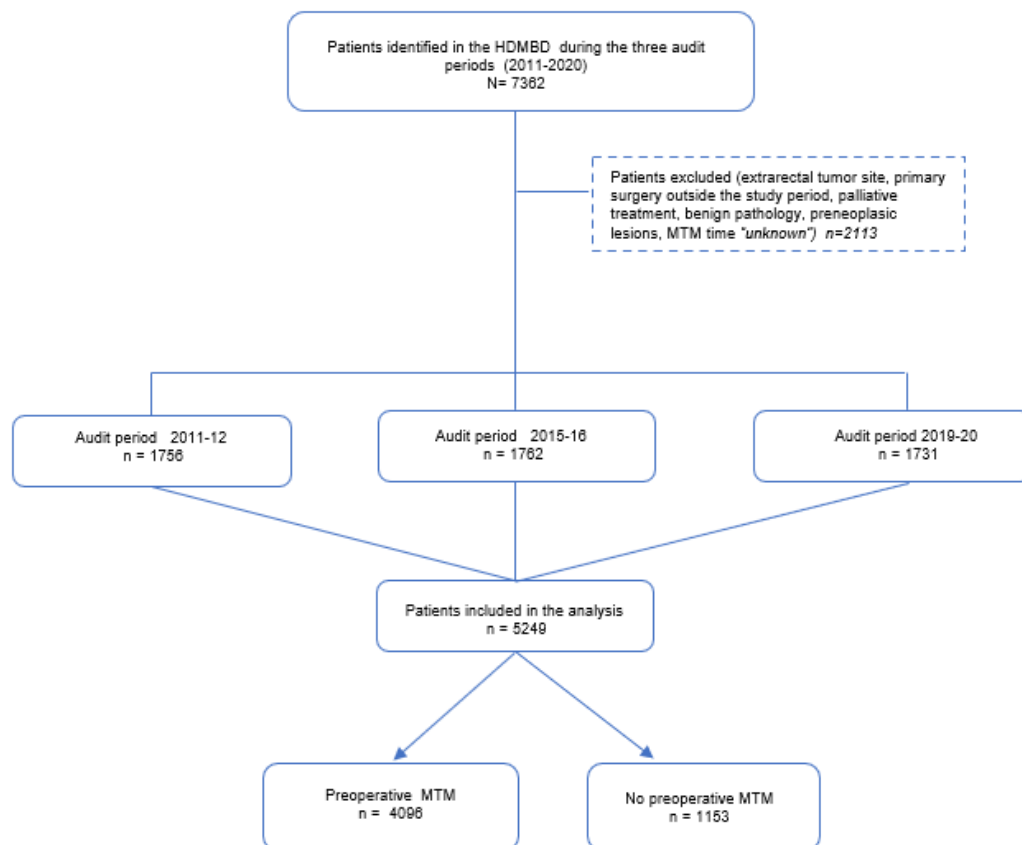 Patients identified in the HDMBD during the three audit
periods (2011-2020)
N= 7362
Patients excluded (extrarectal tumor site, primary
surgery outside the study period, palliative
treatment, benign pathology, preneoplasic
lesions, MTM time "unknown") n=2113
Audit period 2011-12
n = 1756
Audit period 2015-16
n = 1762
Audit period 2019-20
n = 1731
Patients included in the analysis
n = 5249
Preoperative MTM
n = 4096
No preoperative MTM
n = 1153